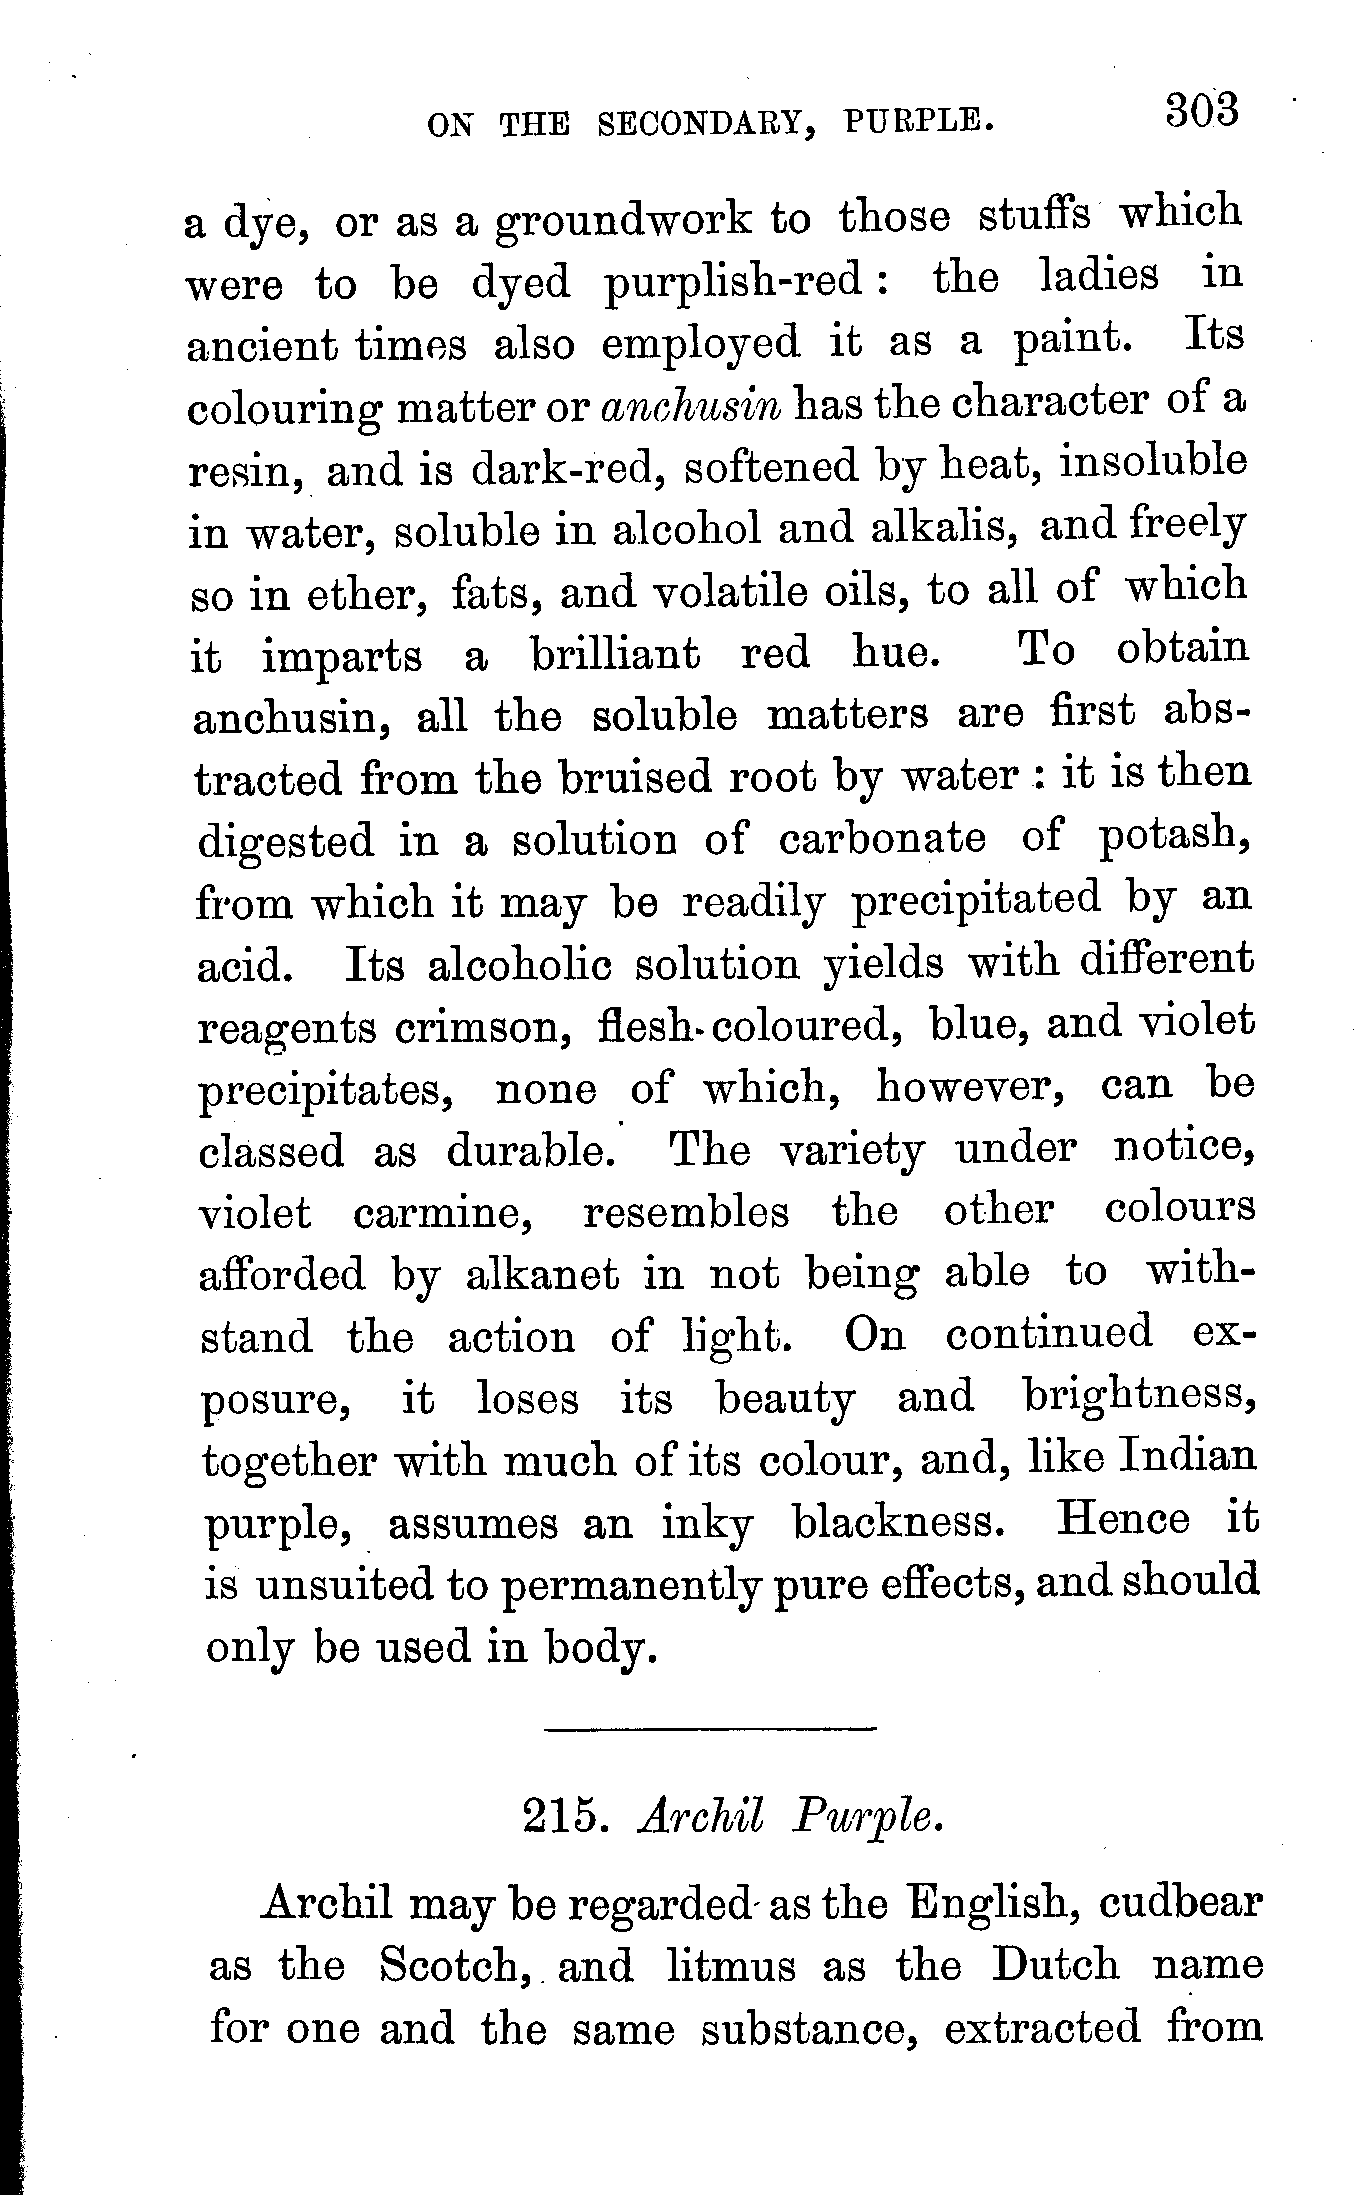 ON THE SECONDARY, PURPLE. 303
a dye, or as a groundwork to those stuffs which
were to be dyed purplish-red : the ladies in
ancient times also employed it as a paint. Its
colouring matter or anchusin has the character of a
resin, and is dark-red, softened by heat, insoluble
in water, soluble in alcohol and alkalis, and freely
so in ether, fats, and volatile oils, to all of which
it imparts a brilliant red hue. To obtain
anchusin, all the soluble matters are first abs-
tracted from the bruised root by water : it is then
digested in a solution of carbonate of potash,
from which it may be readily precipitated by an
acid. Its alcoholic solution yields with different
reagents crimson, flesh-coloured, blue, and violet
precipitates, none of which, however, can be
classed as durable. The variety under notice,
violet carmine, resembles the other colours
afforded by alkanet in not being able to with-
stand the action of light. On continued ex-
posure, it loses its beauty and brightness,
together with much of its colour, and, like Indian
purple, assumes an inky blackness. Hence it
is unsuited to permanently pure effects, and should
only be used in body.
215. Archil Purple.
Archil may be regarded as the English, cudbear
as the Scotch, and litmus as the Dutch name
for one and the same substance, extracted from